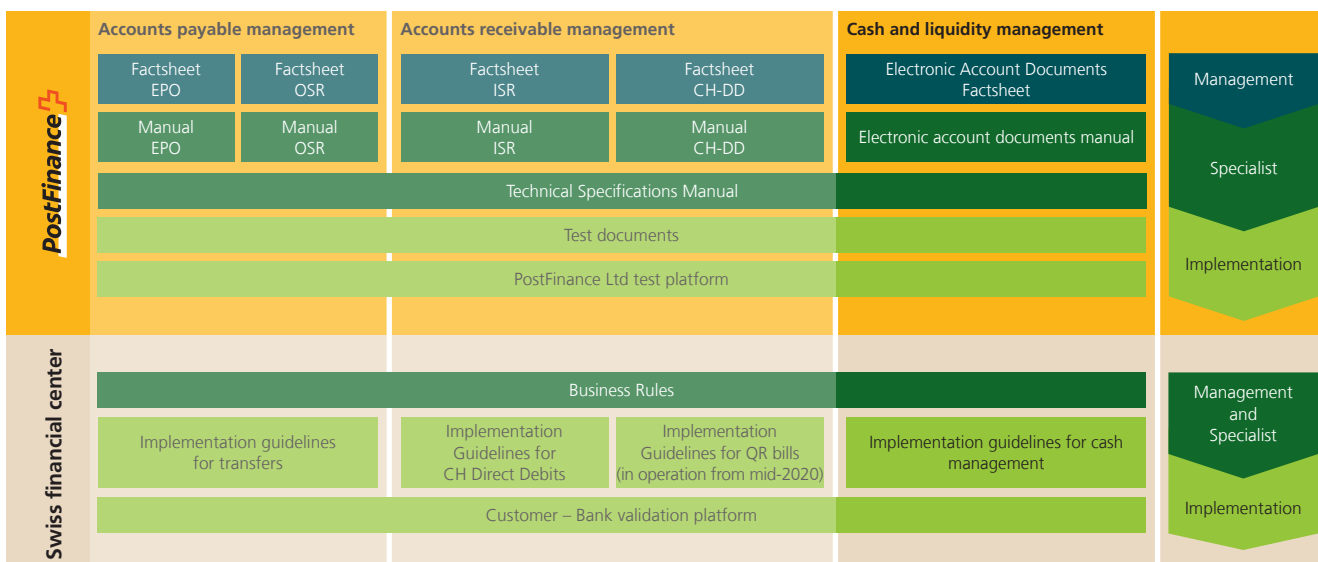 Accounts payable management
Accounts receivable management
Cash and liquidity management
PostFinance
Factsheet
EPO
Factsheet
OSR
Factsheet
ISR
Factsheet
CH-DD
Electronic Account Documents
Factsheet
Management
Manual
EPO
Manual
OSR
Manual
ISR
Manual
CH-DD
Electronic account documents manual
Specialist
Technical Specifications Manual
Test documents
PostFinance Ltd test platform
Implementation
Swiss financial center
Business Rules
Management
and
Specialist
Implementation guidelines
for transfers
Implementation
Guidelines for
CH Direct Debits
Implementation
Guidelines for QR bills
(in operation from mid-2020)
Implementation guidelines for cash
management
Customer – Bank validation platform
Implementation